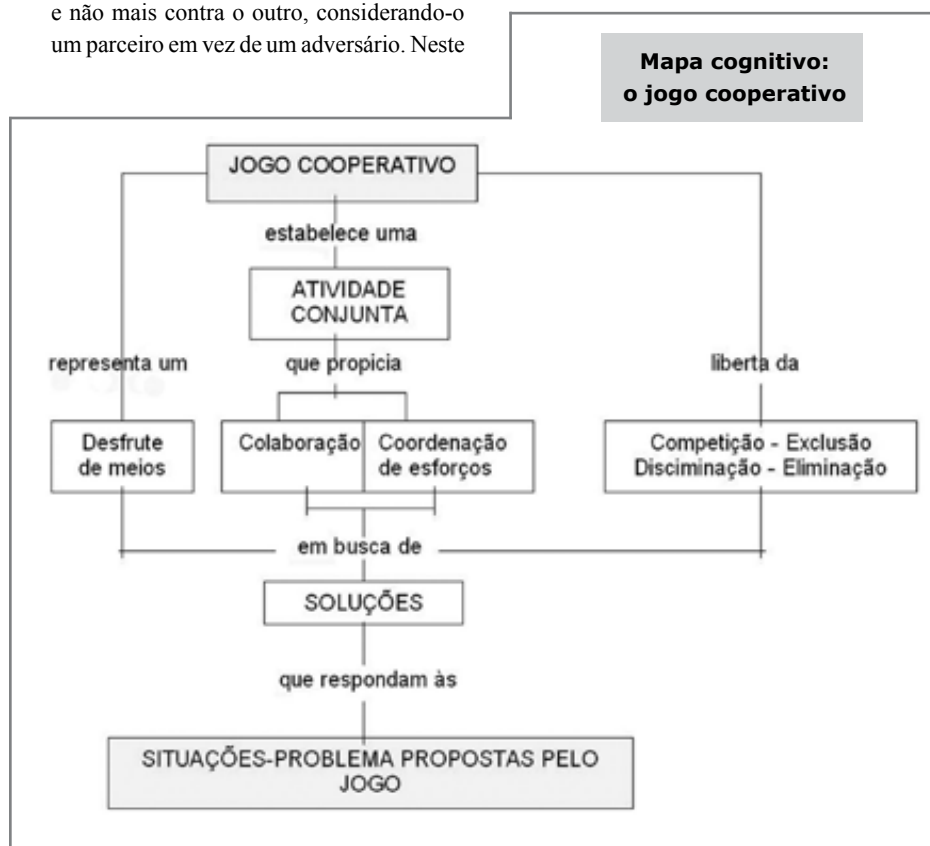 e não mais contra o outro, considerando-o
um parceiro em vez de um adversário. Neste
Mapa cognitivo:
o jogo cooperativo
JOGO COOPERATIVO
estabelece uma
ATIVIDADE
CONJUNTA
representa um
que propicia
liberta da
Desfrute
de meios
Colaboração
Coordenação
de esforços
Competição - Exclusão
Disciminação - Eliminação
em busca de
SOLUÇÕES
que respondam às
SITUAÇÕES-PROBLEMA PROPOSTAS PELO
JOGO